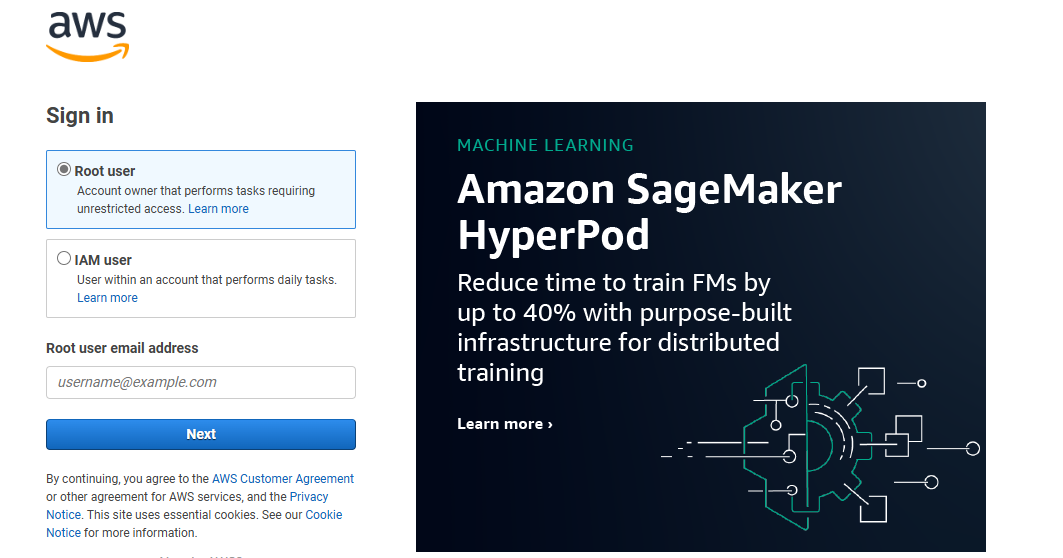 aws
Sign in
Root user
Account owner that performs tasks requiring
unrestricted access. Learn more
IAM user
User within an account that performs daily tasks.
Learn more
Root user email address
username@example.com
Next
By continuing, you agree to the AWS Customer Agreement
or other agreement for AWS services, and the Privacy
Notice. This site uses essential cookies. See our Cookie
Notice for more information.
MACHINE LEARNING
Amazon SageMaker
HyperPod
Reduce time to train FMs by
up to 40% with purpose-built
infrastructure for distributed
training
Learn more ›